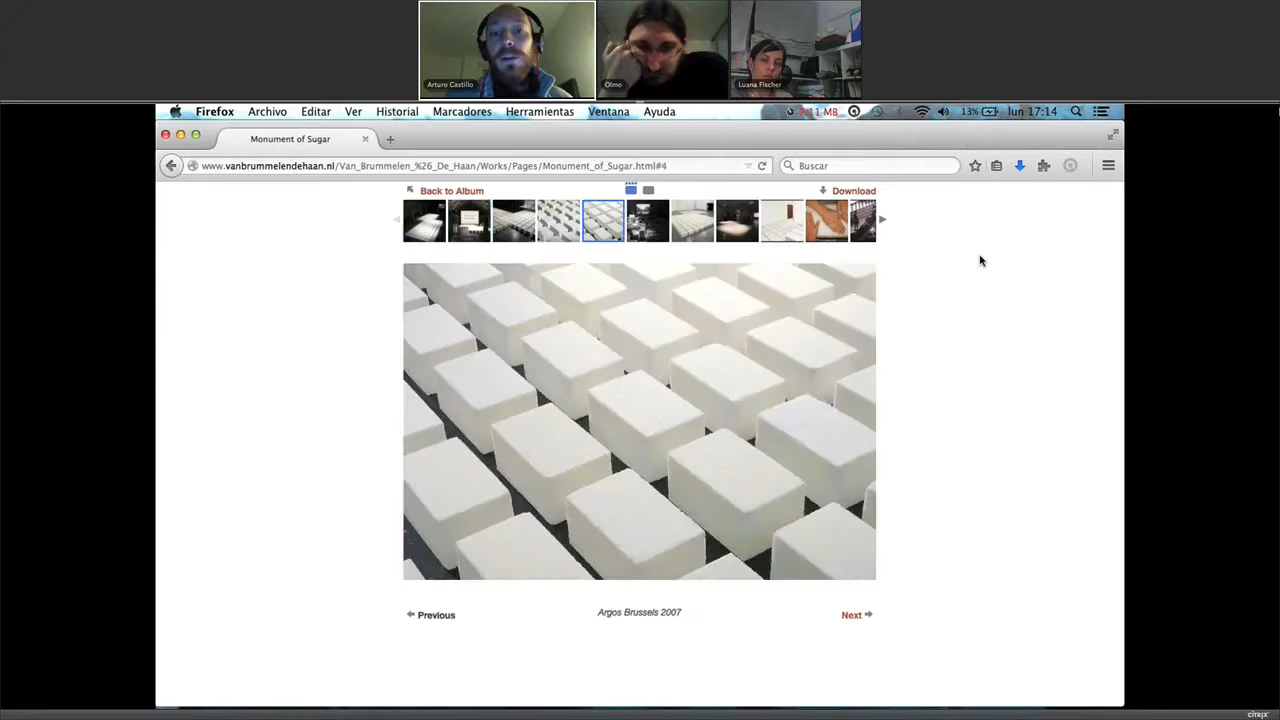 Arturo Castillo
Olmo
Luana Fischer
Firefox Archivo Editar Ver Historial Marcadores Herramientas Ventana Ayuda
13% lun 17:14
Monument of Sugar
www.vanbrummelendehaan.nl/Van_Brummelen_%26_De_Haan/Works/Pages/Monument_of_Sugar.html#4
Buscar
Back to Album
Download
Previous
Argos Brussels 2007
Next
CITRIX